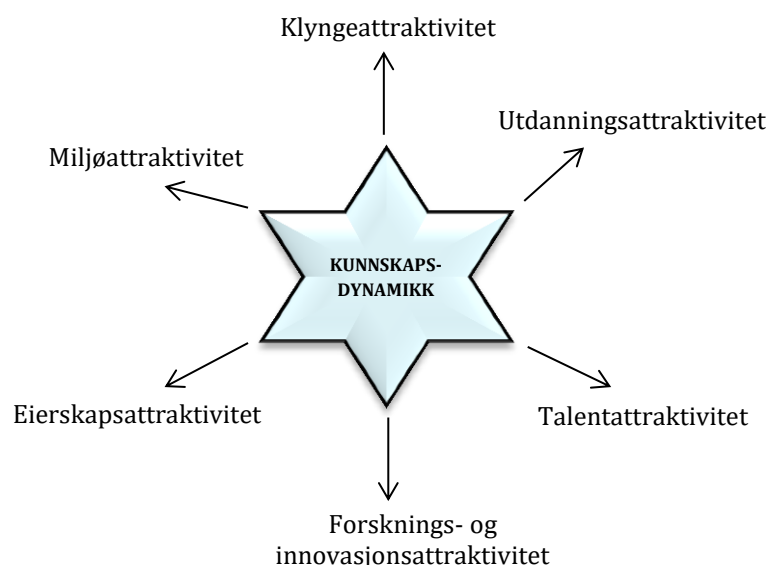 Klyngeattraktivitet
Utdanningsattraktivitet
Miljøattraktivitet
KUNNSKAPS-
DYNAMIKK
Eierskapsattraktivitet
Talentattraktivitet
Forsknings- og
innovasjonsattraktivitet